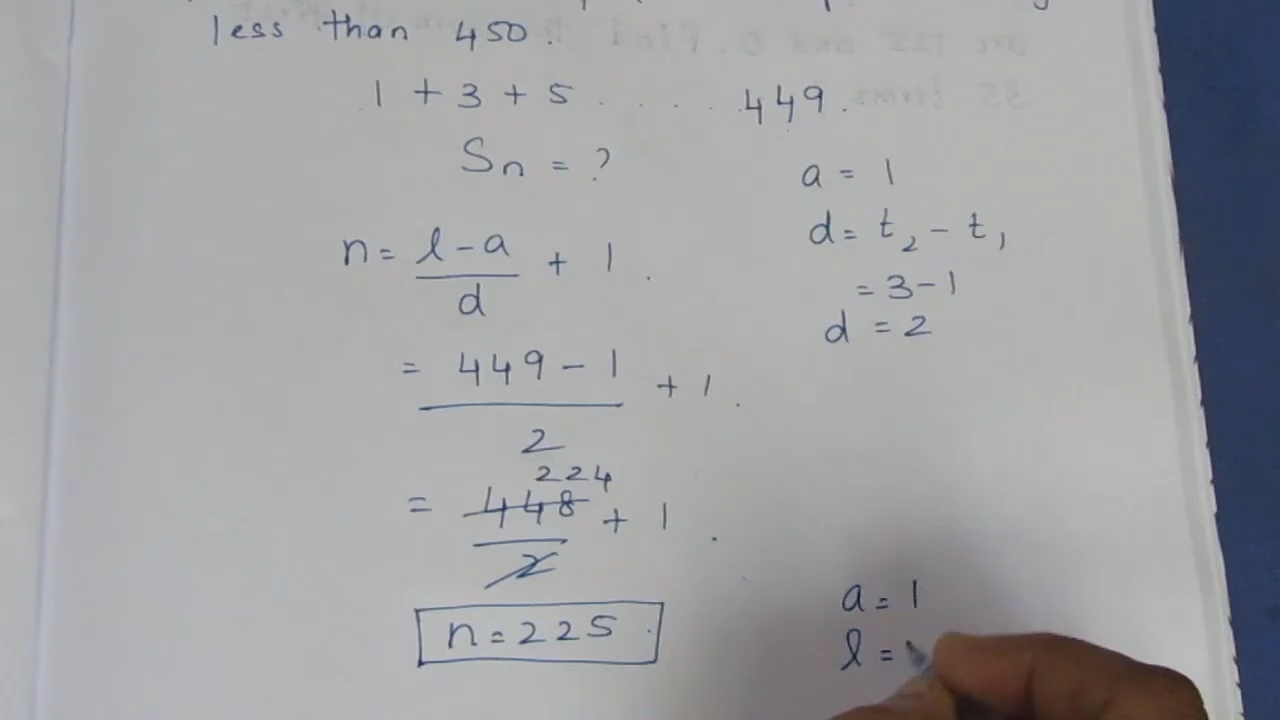 less than 450.
1 + 3 + 5 . . . . 449.
Sn = ?
a = 1
d = t2 - t1
= 3 - 1
d = 2
n = l - a / d + 1.
= 449 - 1 / 2 + 1.
224
= 448 / 2 + 1.
n = 225.
a = 1
l =